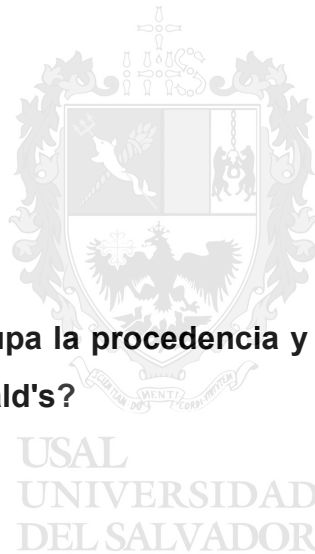 upa la procedencia y
ld's?
USAL
UNIVERSIDAD
DEL SALVADOR